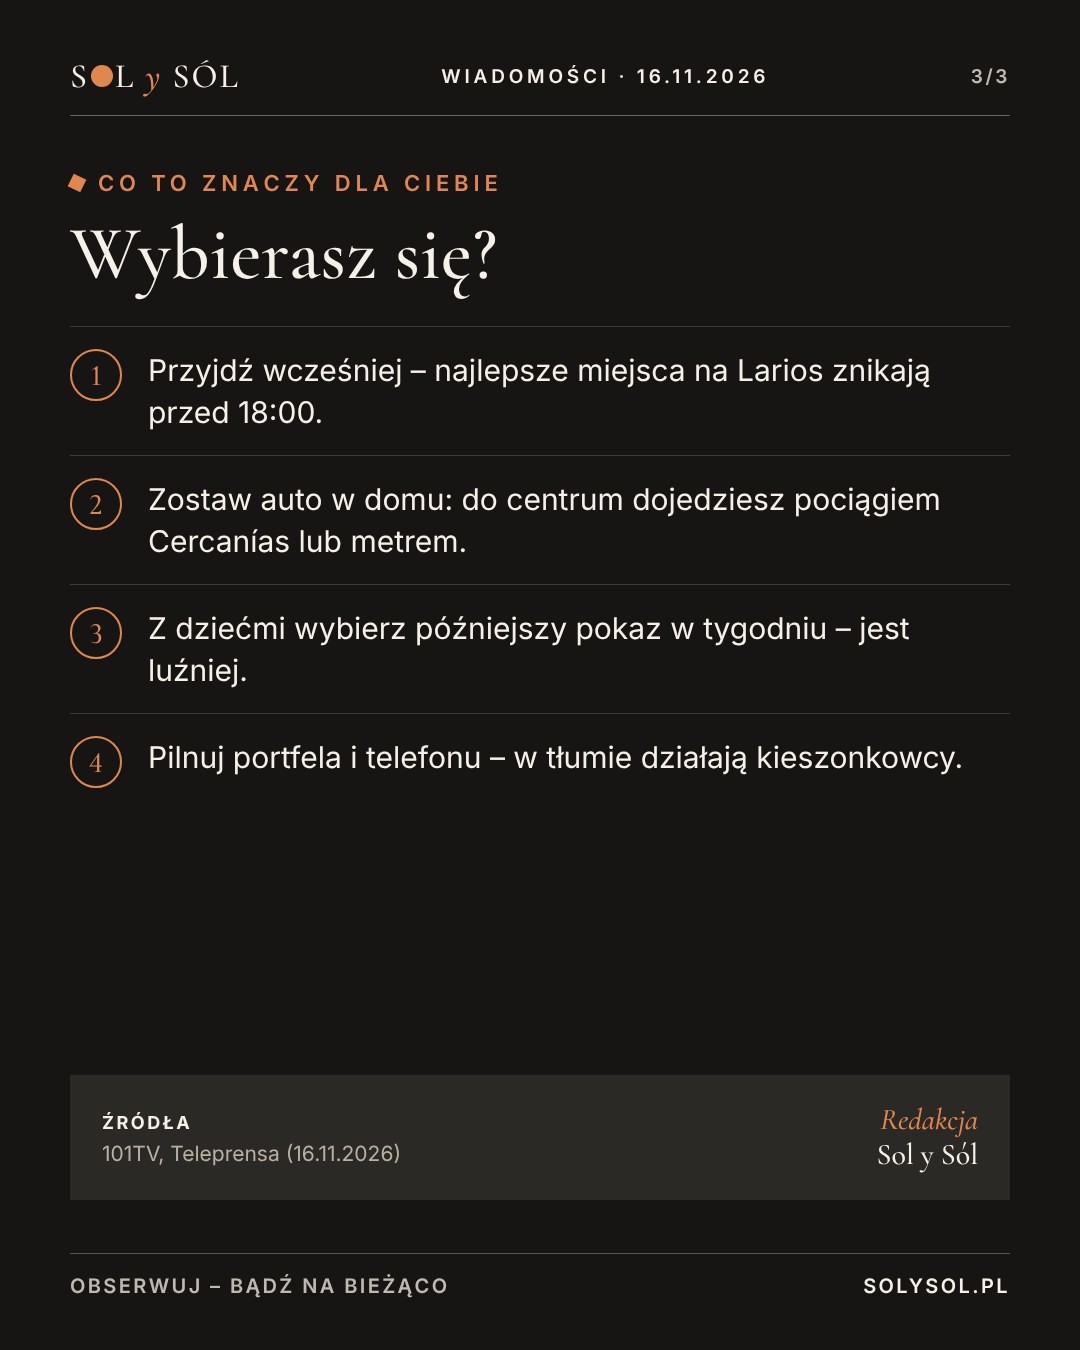 SOL y SÓL
WIADOMOŚCI · 16.11.2026
3/3
CO TO ZNACZY DLA CIEBIE
Wybierasz się?
1
Przyjdź wcześniej – najlepsze miejsca na Larios znikają
przed 18:00.
2
Zostaw auto w domu: do centrum dojedziesz pociągiem
Cercanías lub metrem.
3
Z dziećmi wybierz późniejszy pokaz w tygodniu – jest
luźniej.
4
Pilnuj portfela i telefonu – w tłumie działają kieszonkowcy.
ŹRÓDŁA
101TV, Teleprensa (16.11.2026)
Redakcja
Sol y Sól
OBSERWUJ – BĄDŹ NA BIEŻĄCO
SOLYSOL.PL